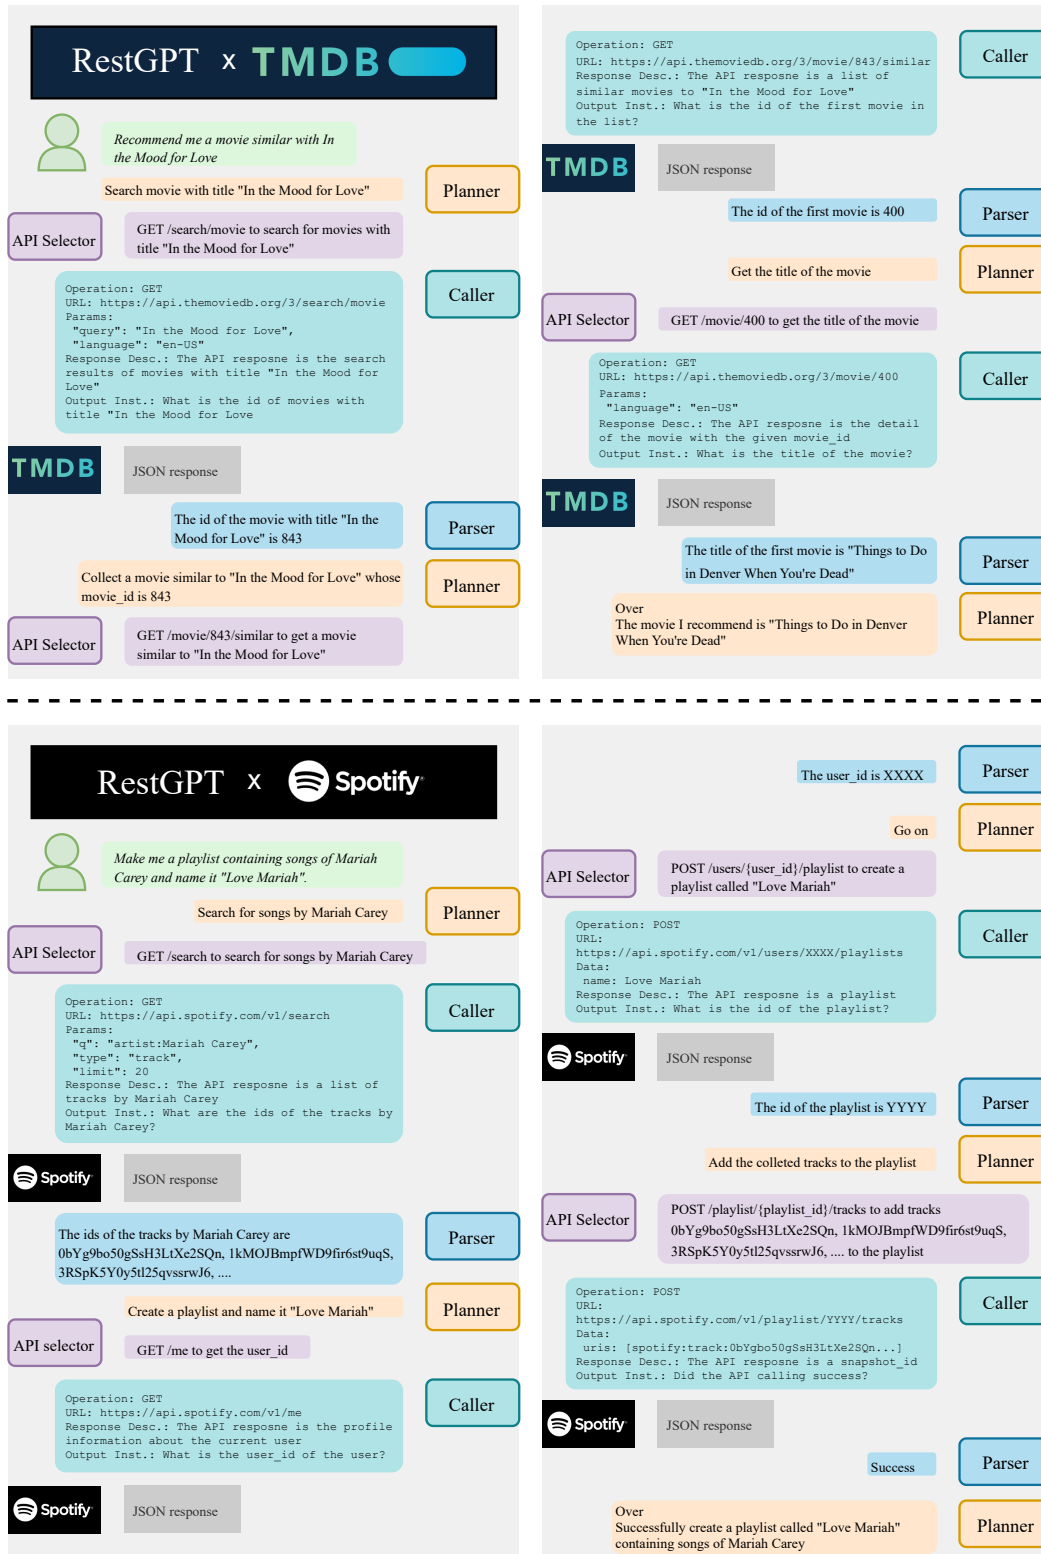 RestGPT x TMDB
Recommend me a movie similar with In
the Mood for Love
Search movie with title "In the Mood for Love"
Planner
API Selector
GET /search/movie to search for movies with
title "In the Mood for Love"
Operation: GET
URL: https://api.themoviedb.org/3/search/movie
Params:
"query": "In the Mood for Love",
"language": "en-US"
Response Desc.: The API resposne is the search
results of movies with title "In the Mood for
Love"
Output Inst.: What is the id of movies with
title "In the Mood for Love
Caller
TMDB
JSON response
The id of the movie with title "In the
Mood for Love" is 843
Parser
Collect a movie similar to "In the Mood for Love" whose
movie_id is 843
Planner
API Selector
GET /movie/843/similar to get a movie
similar to "In the Mood for Love"
Operation: GET
URL: https://api.themoviedb.org/3/movie/843/similar
Response Desc.: The API resposne is a list of
similar movies to "In the Mood for Love"
Output Inst.: What is the id of the first movie in
the list?
Caller
TMDB
JSON response
The id of the first movie is 400
Parser
Get the title of the movie
Planner
API Selector
GET /movie/400 to get the title of the movie
Operation: GET
URL: https://api.themoviedb.org/3/movie/400
Params:
"language": "en-US"
Response Desc.: The API resposne is the detail
of the movie with the given movie_id
Output Inst.: What is the title of the movie?
Caller
TMDB
JSON response
The title of the first movie is "Things to Do
in Denver When You're Dead"
Parser
Over
The movie I recommend is "Things to Do in Denver
When You're Dead"
Planner
RestGPT x Spotify
Make me a playlist containing songs of Mariah
Carey and name it "Love Mariah".
Search for songs by Mariah Carey
Planner
API Selector
GET /search to search for songs by Mariah Carey
Operation: GET
URL: https://api.spotify.com/v1/search
Params:
"q": "artist:Mariah Carey",
"type": "track",
"limit": 20
Response Desc.: The API resposne is a list of
tracks by Mariah Carey
Output Inst.: What are the ids of the tracks by
Mariah Carey?
Caller
Spotify
JSON response
The ids of the tracks by Mariah Carey are
0bYg9bo50gSsH3LtXe2SQn, 1kMOJBmpfWD9fir6st9uqS,
3RSpK5Y0y5tl25qvssrwJ6, ....
Parser
Create a playlist and name it "Love Mariah"
Planner
API selector
GET /me to get the user_id
Operation: GET
URL: https://api.spotify.com/v1/me
Response Desc.: The API resposne is the profile
information about the current user
Output Inst.: What is the user_id of the user?
Caller
Spotify
JSON response
The user_id is XXXX
Parser
Go on
Planner
API Selector
POST /users/{user_id}/playlist to create a
playlist called "Love Mariah"
Operation: POST
URL:
https://api.spotify.com/v1/users/XXXX/playlists
Data:
name: Love Mariah
Response Desc.: The API resposne is a playlist
Output Inst.: What is the id of the playlist?
Caller
Spotify
JSON response
The id of the playlist is YYYY
Parser
Add the colleted tracks to the playlist
Planner
API Selector
POST /playlist/{playlist_id}/tracks to add tracks
0bYg9bo50gSsH3LtXe2SQn, 1kMOJBmpfWD9fir6st9uqS,
3RSpK5Y0y5tl25qvssrwJ6, .... to the playlist
Operation: POST
URL:
https://api.spotify.com/v1/playlist/YYYY/tracks
Data:
uris: [spotify:track:0bYgbo50gSsH3LtXe2SQn...]
Response Desc.: The API resposne is a snapshot_id
Output Inst.: Did the API calling success?
Caller
Spotify
JSON response
Success
Parser
Over
Successfully create a playlist called "Love Mariah"
containing songs of Mariah Carey
Planner